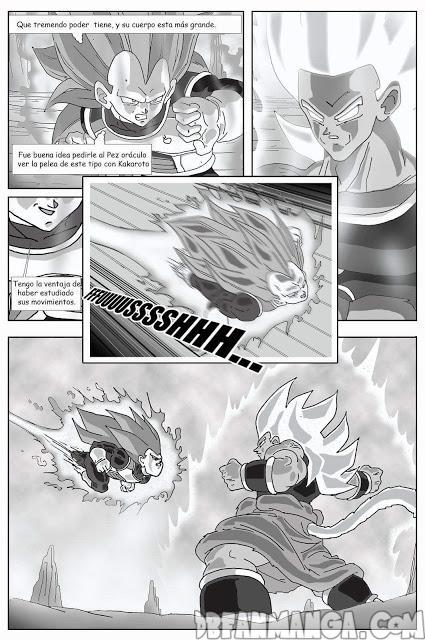 Que tremendo poder tiene, y su cuerpo esta más grande.
Fue buena idea pedirle al Pez oráculo
ver la pelea de este tipo con Kakaroto
Tengo la ventaja de
haber estudiado
sus movimientos.
FFUUUUSSSSHHH...
DBFANMANGA.COM